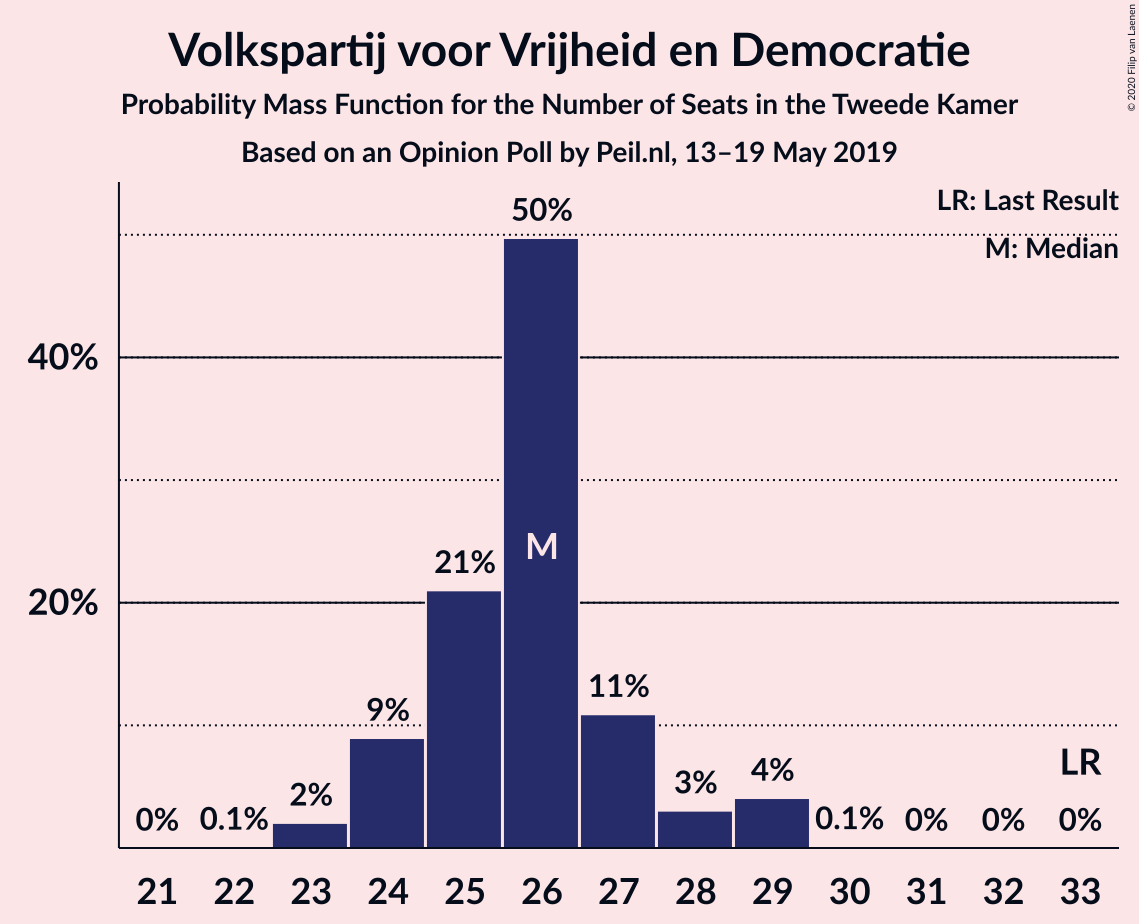 Volkspartij voor Vrijheid en Democratie
Probability Mass Function for the Number of Seats in the Tweede Kamer
Based on an Opinion Poll by Peil.nl, 13–19 May 2019
© 2020 Filip van Laenen
LR: Last Result
M: Median
40%
20%
0%
0.1%
2%
9%
21%
50%
M
11%
3%
4%
0.1%
0%
0%
LR
0%
21 22 23 24 25 26 27 28 29 30 31 32 33